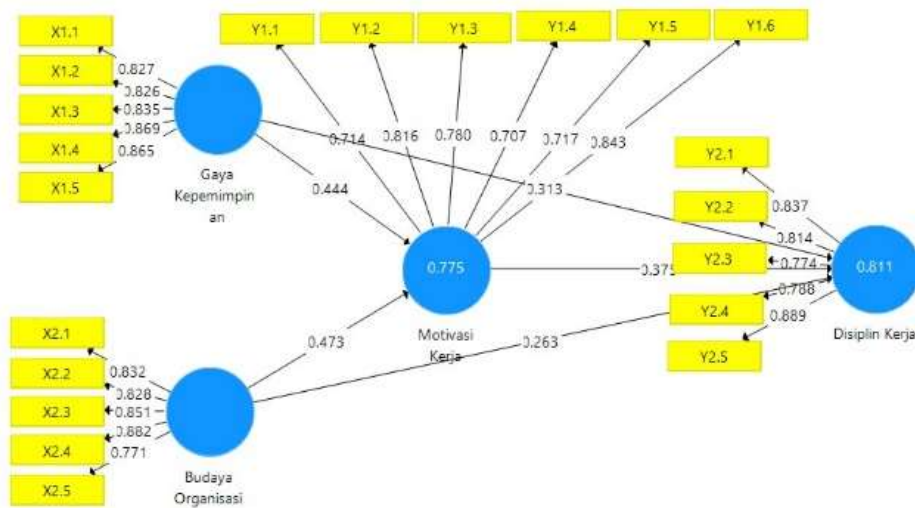 X1.1
X1.2
X1.3
X1.4
X1.5
0.827
0.826
0.835
0.869
0.865
Gaya
Kepemimpin
an
Y1.1
Y1.2
Y1.3
Y1.4
Y1.5
Y1.6
0.714
0.816
0.780
0.707
0.717
0.843
0.444
0.313
0.775
Motivasi
Kerja
0.375
0.473
0.263
Y2.1
Y2.2
Y2.3
Y2.4
Y2.5
0.837
0.814
0.774
0.788
0.889
0.811
Disiplin Kerja
X2.1
X2.2
X2.3
X2.4
X2.5
0.832
0.828
0.851
0.882
0.771
Budaya
Organisasi